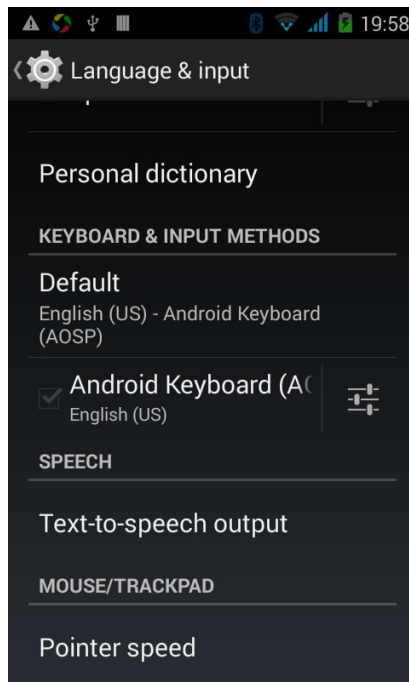 19:58
Language & input
Personal dictionary
KEYBOARD & INPUT METHODS
Default
English (US) - Android Keyboard
(AOSP)
Android Keyboard (AO
English (US)
SPEECH
Text-to-speech output
MOUSE/TRACKPAD
Pointer speed